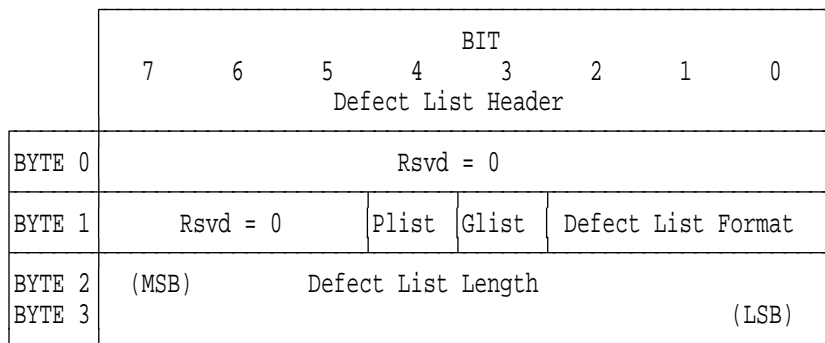 BIT
7 6 5 4 3 2 1 0
Defect List Header
BYTE 0 Rsvd = 0
BYTE 1 Rsvd = 0 Plist Glist Defect List Format
BYTE 2 (MSB) Defect List Length
BYTE 3 (LSB)